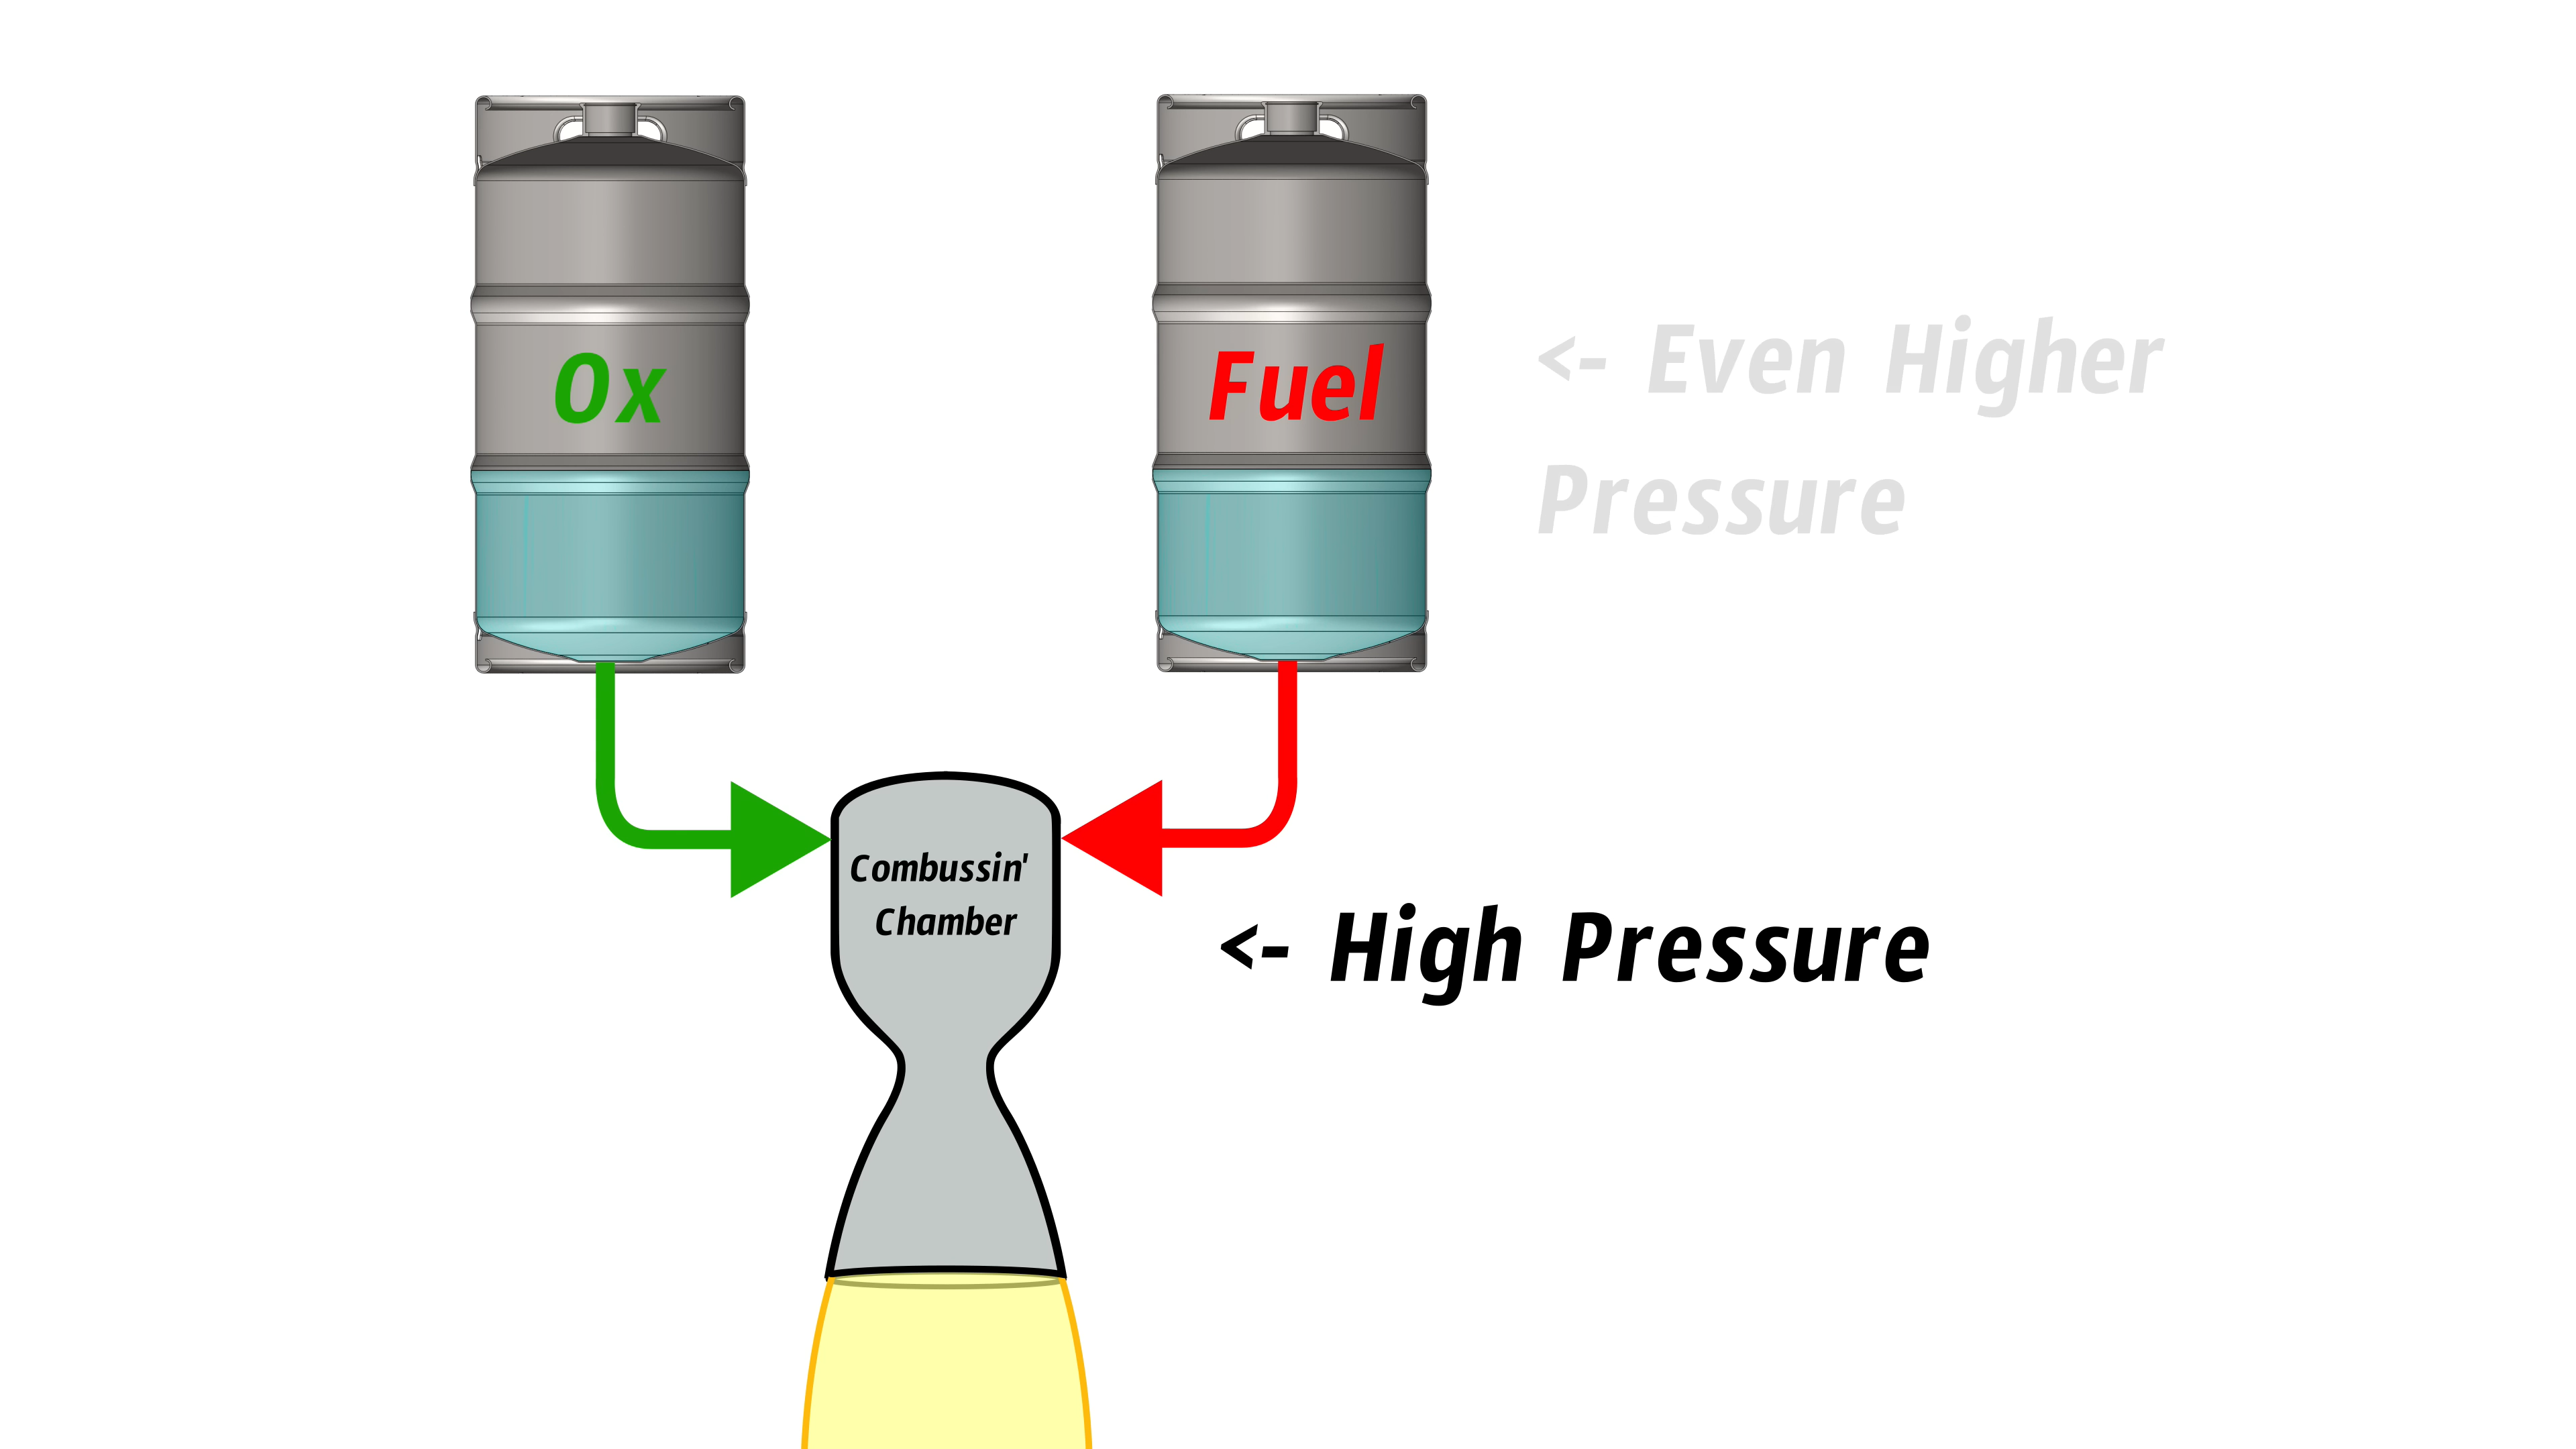 Ox
Fuel
<- Even Higher
Pressure
Combussin'
Chamber
<- High Pressure